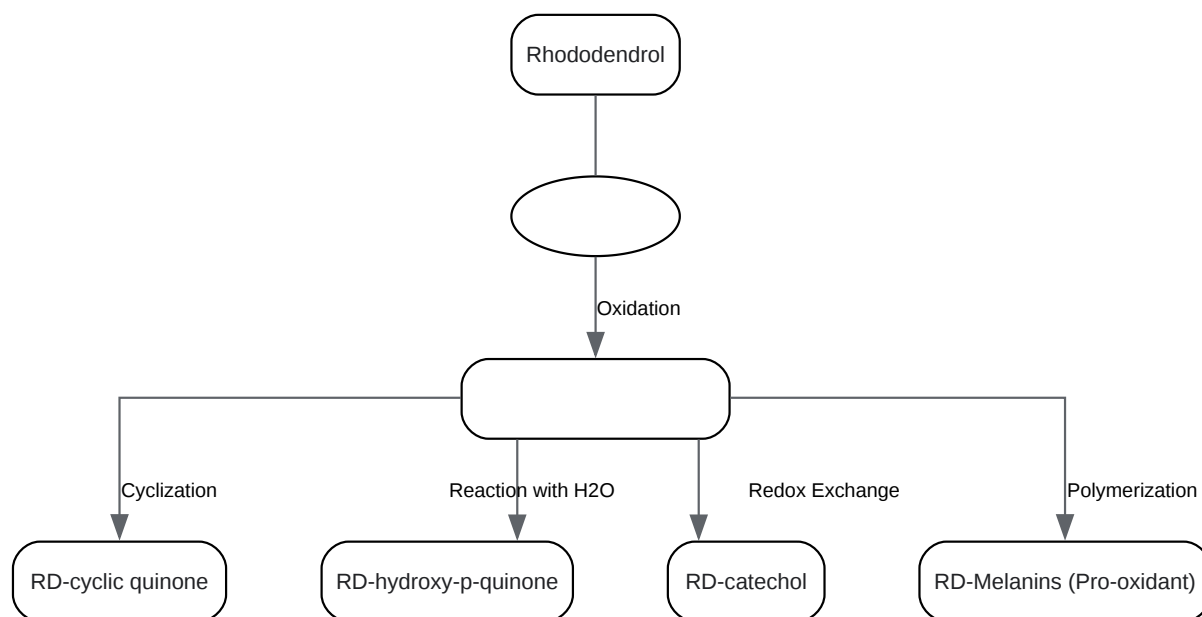 Rhododendrol
Oxidation
Cyclization
Reaction with H2O
Redox Exchange
Polymerization
RD-cyclic quinone
RD-hydroxy-p-quinone
RD-catechol
RD-Melanins (Pro-oxidant)